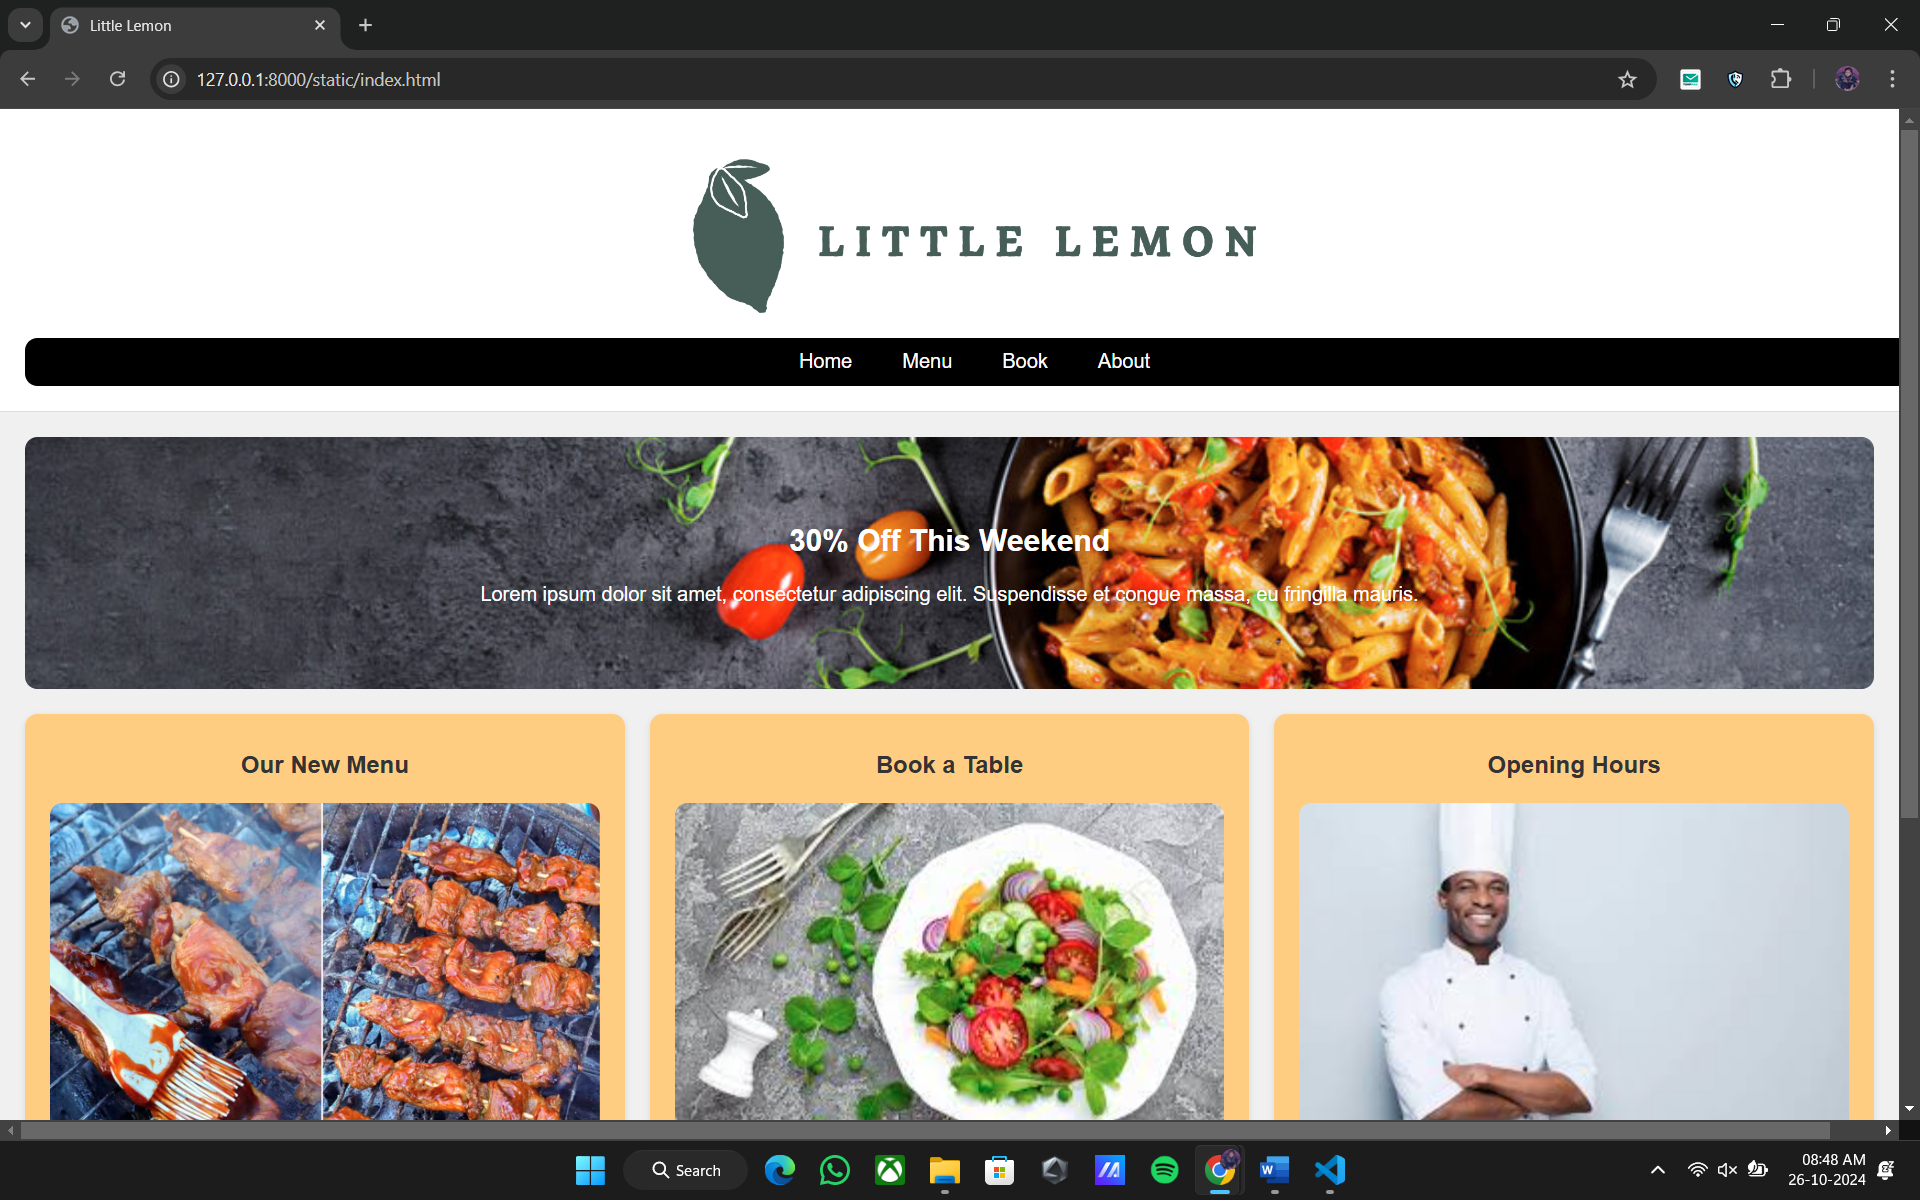 Little Lemon
127.0.0.1:8000/static/index.html
LITTLE LEMON
Home Menu Book About
30% Off This Weekend
Lorem ipsum dolor sit amet, consectetur adipiscing elit. Suspendisse et congue massa, eu fringilla mauris.
Our New Menu
Book a Table
Opening Hours
Search
08:48 AM
26-10-2024